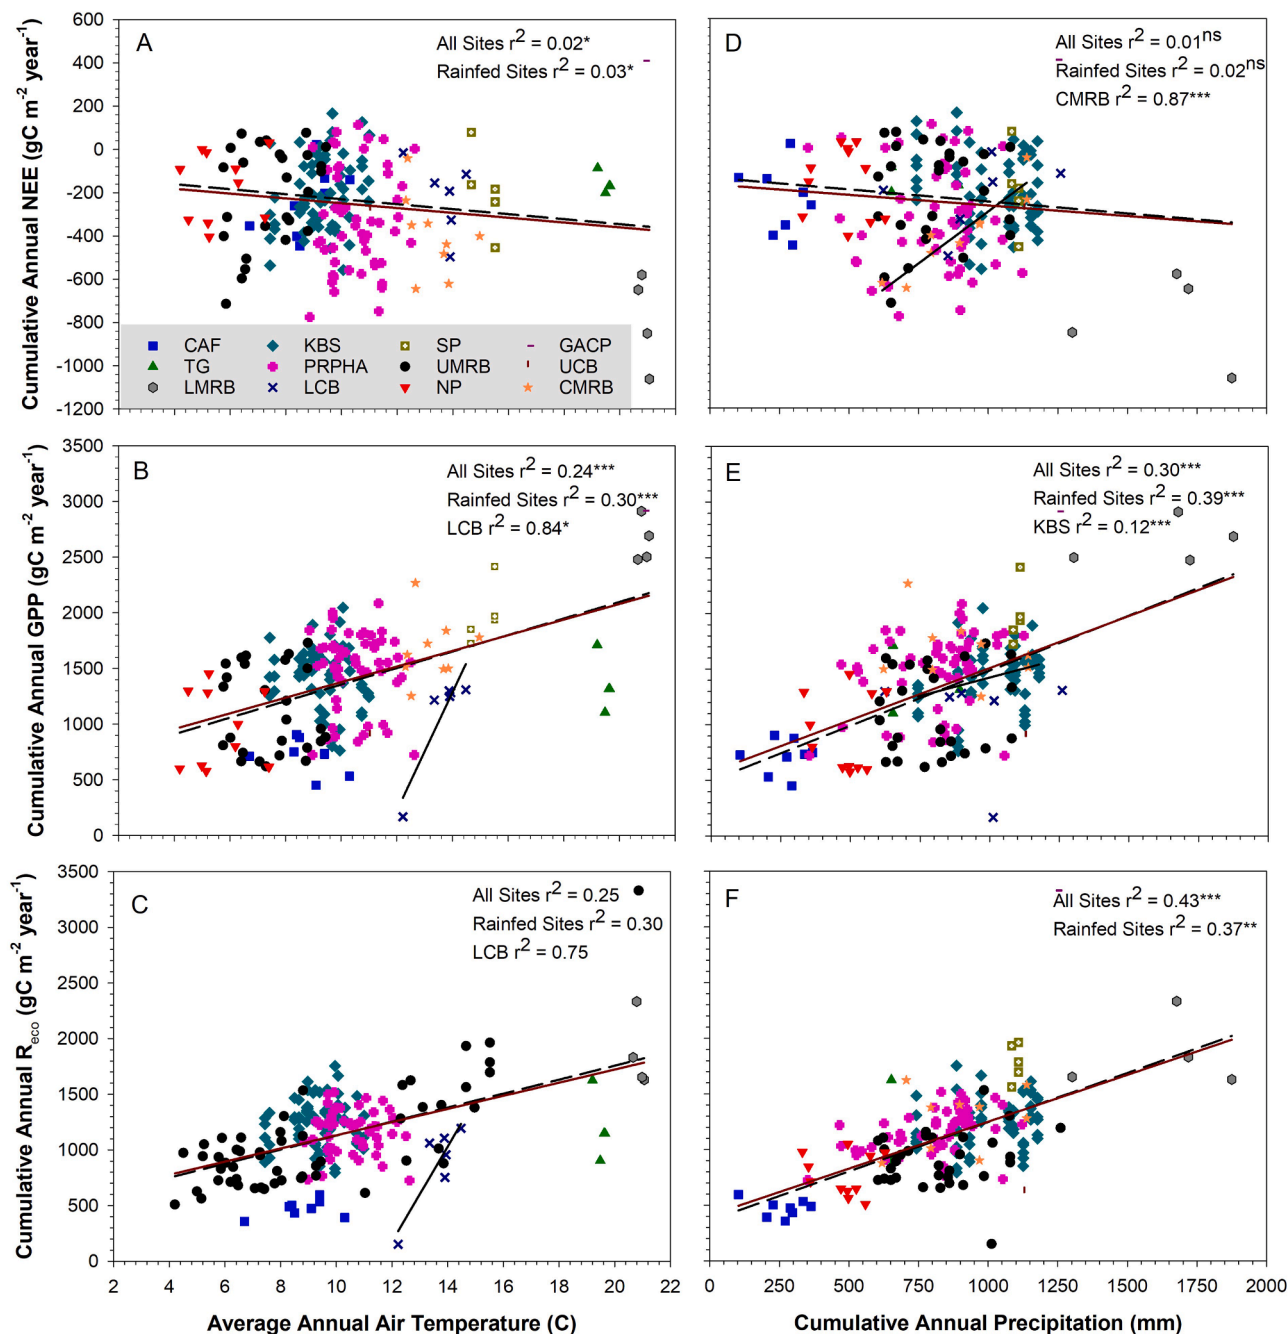 A
All Sites r² = 0.02*
Rainfed Sites r² = 0.03*
Cumulative Annual NEE (gC m⁻² year⁻¹)
600
400
200
0
-200
-400
-600
-800
-1000
-1200
CAF KBS SP GACP
TG PRPHA UMRB UCB
LMRB LCB NP CMRB
D
All Sites r² = 0.01ns
Rainfed Sites r² = 0.02ns
CMRB r² = 0.87***
B
All Sites r² = 0.24***
Rainfed Sites r² = 0.30***
LCB r² = 0.84*
Cumulative Annual GPP (gC m⁻² year⁻¹)
3500
3000
2500
2000
1500
1000
500
0
E
All Sites r² = 0.30***
Rainfed Sites r² = 0.39***
KBS r² = 0.12***
C
All Sites r² = 0.25
Rainfed Sites r² = 0.30
LCB r² = 0.75
Cumulative Annual Reco (gC m⁻² year⁻¹)
3500
3000
2500
2000
1500
1000
500
0
2 4 6 8 10 12 14 16 18 20 22
Average Annual Air Temperature (C)
F
All Sites r² = 0.43***
Rainfed Sites r² = 0.37**
0 250 500 750 1000 1250 1500 1750 2000
Cumulative Annual Precipitation (mm)